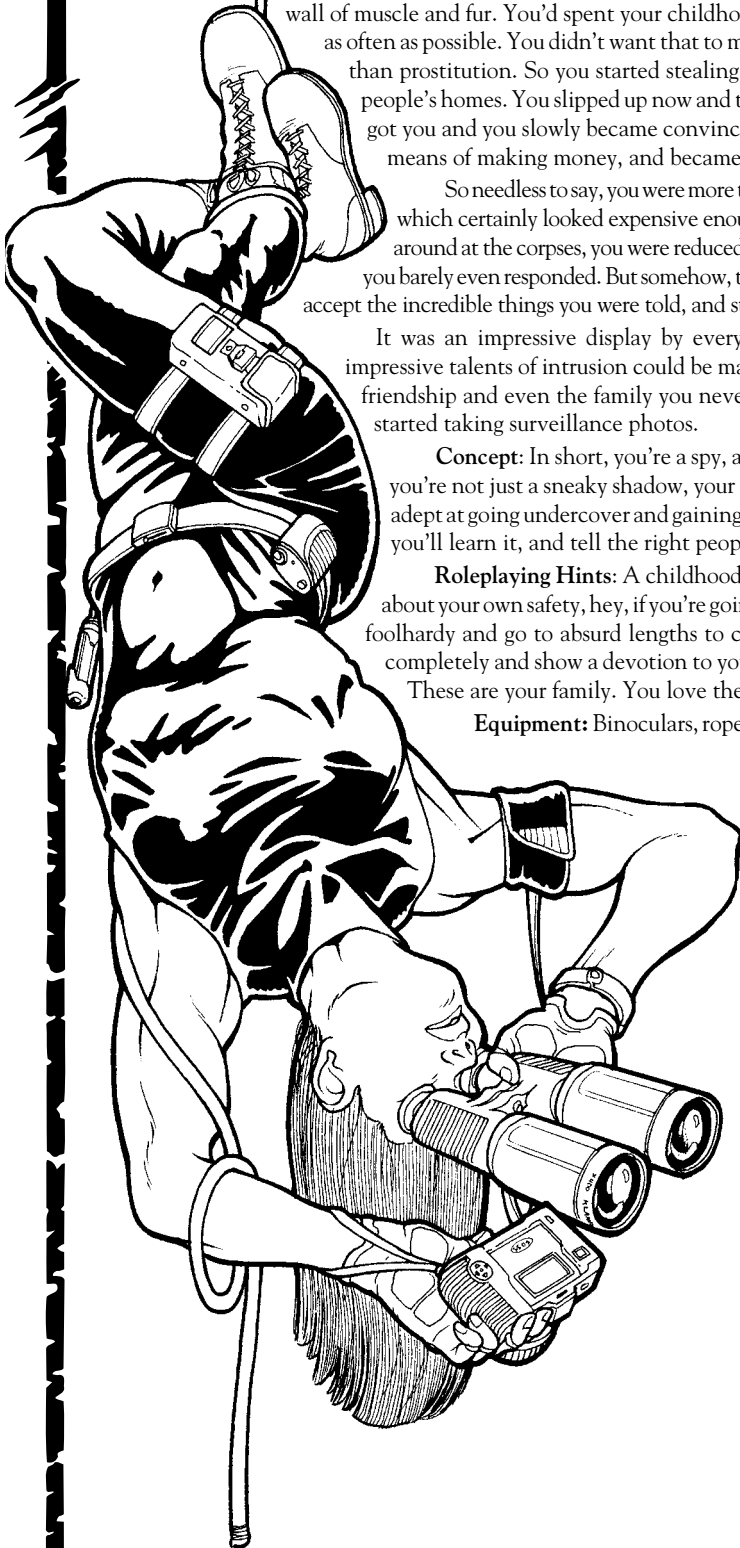 wall of muscle and fur. You'd spent your childho
as often as possible. You didn't want that to m
than prostitution. So you started stealing
people's homes. You slipped up now and t
got you and you slowly became convinc
means of making money, and became
So needless to say, you were more t
which certainly looked expensive enou
around at the corpses, you were reduced
you barely even responded. But somehow, t
accept the incredible things you were told, and s
It was an impressive display by every
impressive talents of intrusion could be ma
friendship and even the family you neve
started taking surveillance photos.
Concept: In short, you're a spy, a
you're not just a sneaky shadow, your
adept at going undercover and gaining
you'll learn it, and tell the right peop
Roleplaying Hints: A childhood
about your own safety, hey, if you're goi
foolhardy and go to absurd lengths to c
completely and show a devotion to yo
These are your family. You love the
Equipment: Binoculars, rope